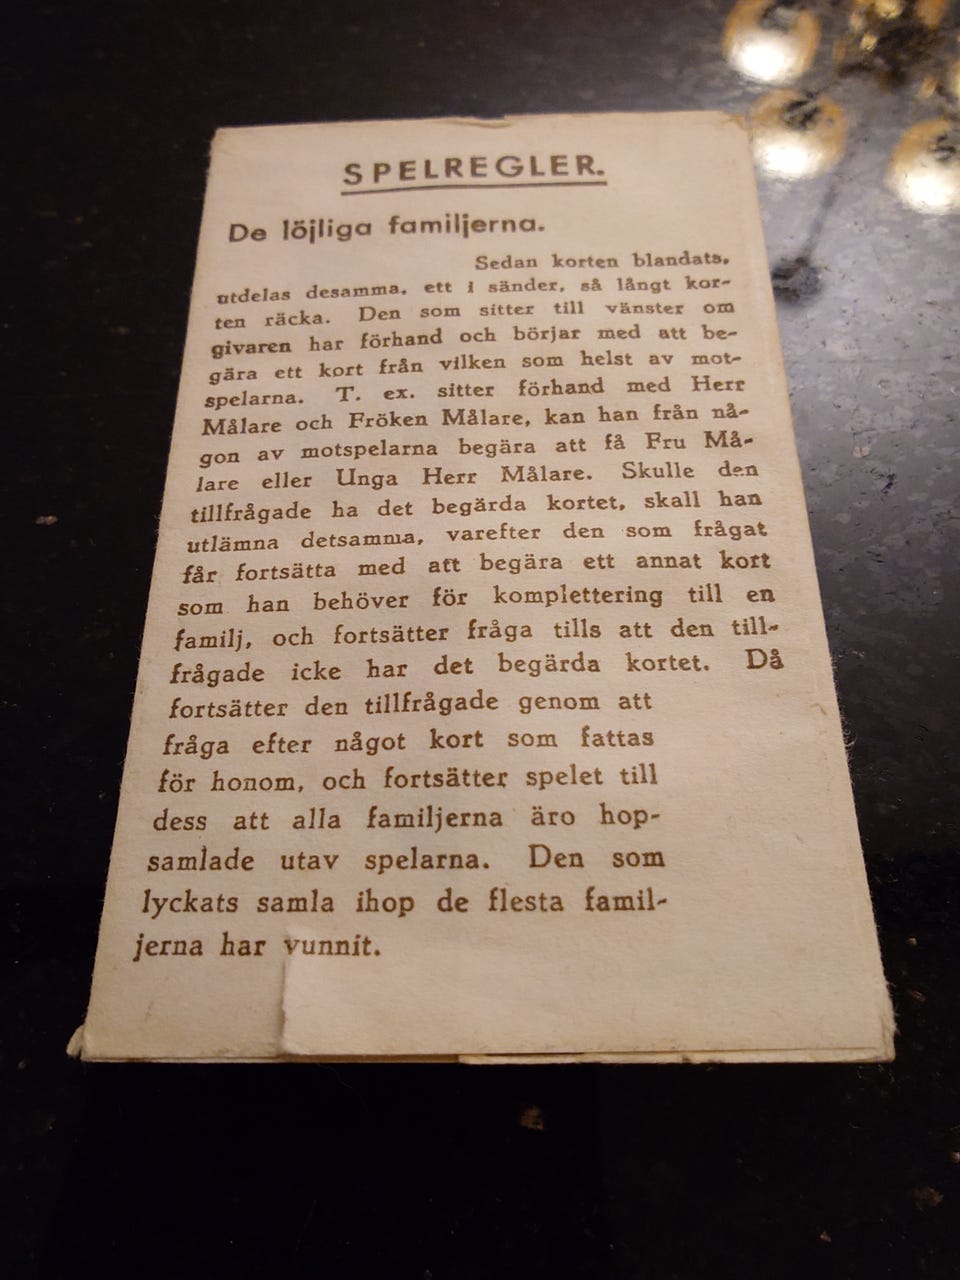 SPELREGLER.
De löjliga familjerna.
Sedan korten blandats,
utdelas desamma, ett i sänder, så långt kor-
ten räcka. Den som sitter till vänster om
givaren har förhand och börjar med att be-
gära ett kort från vilken som helst av mot-
spelarna. T. ex. sitter förhand med Herr
Målare och Fröken Målare, kan han från nå-
gon av motspelarna begära att få Fru Må-
lare eller Unga Herr Målare. Skulle den
tillfrågade ha det begärda kortet, skall han
utlämna detsamma, varefter den som frågat
får fortsätta med att begära ett annat kort
som han behöver för komplettering till en
familj, och fortsätter fråga tills att den till-
frågade icke har det begärda kortet. Då
fortsätter den tillfrågade genom att
fråga efter något kort som fattas
för honom, och fortsätter spelet till
dess att alla familjerna äro hop-
samlade utav spelarna. Den som
lyckats samla ihop de flesta famil-
jerna har vunnit.